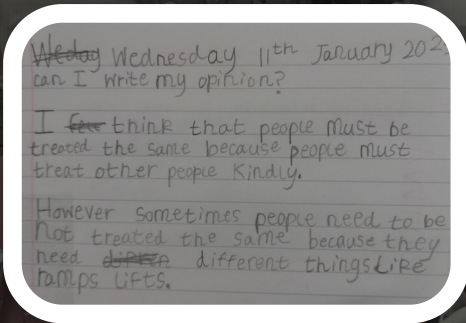 Wednesday 11th January 202
can I write my opinion?
I think that people must be
treated the same because people must
treat other people kindly.
However sometimes people need to be
not treated the same because they
need different things like
ramps lifts.